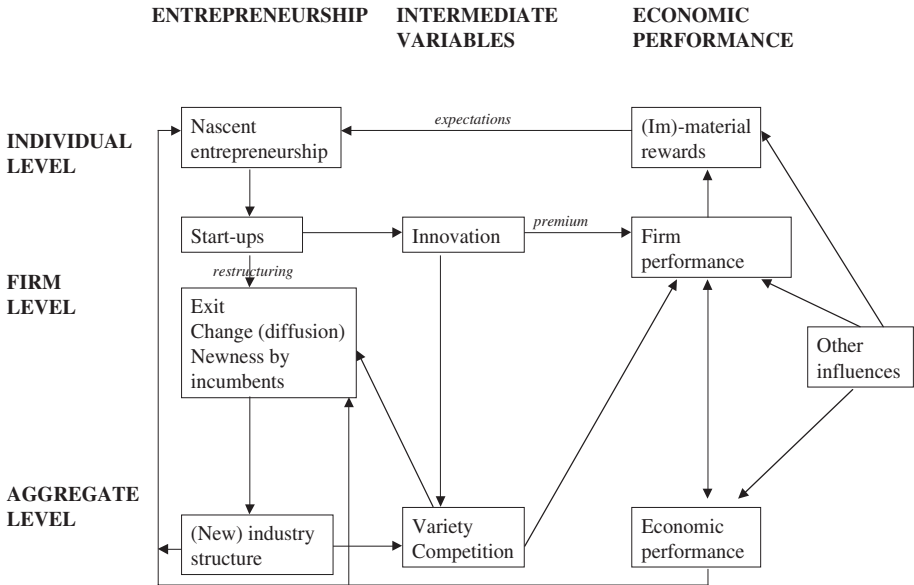 ENTREPRENEURSHIP
INTERMEDIATE
VARIABLES
ECONOMIC
PERFORMANCE
INDIVIDUAL
LEVEL
Nascent
entrepreneurship
expectations
(Im)-material
rewards
FIRM
LEVEL
Start-ups
Innovation
premium
Firm
performance
restructuring
Exit
Change (diffusion)
Newness by
incumbents
Other
influences
AGGREGATE
LEVEL
(New) industry
structure
Variety
Competition
Economic
performance